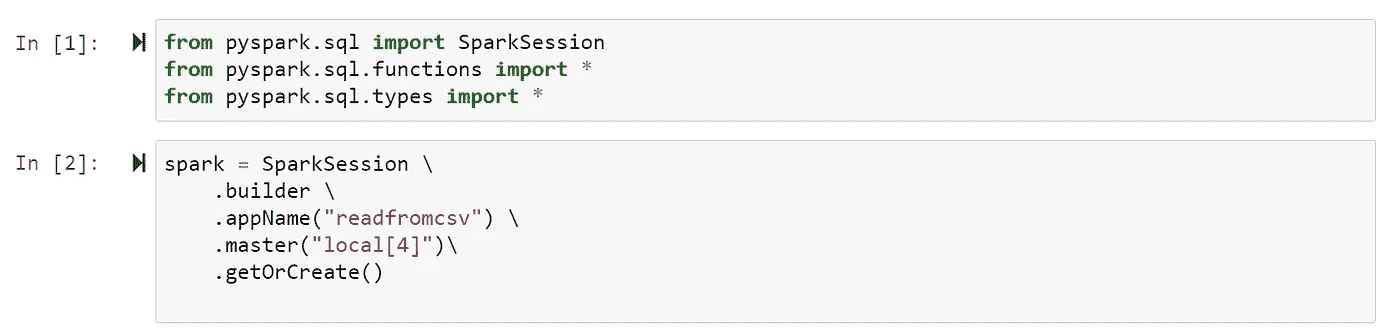 In [1]: from pyspark.sql import SparkSession
from pyspark.sql.functions import *
from pyspark.sql.types import *
In [2]: spark = SparkSession \
    .builder \
    .appName("readfromcsv") \
    .master("local[4]")\
    .getOrCreate()